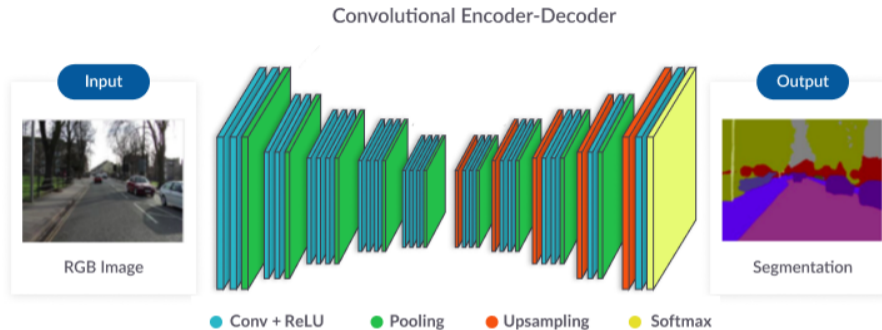 Convolutional Encoder-Decoder
Input
Output
RGB Image
Segmentation
Conv + ReLU
Pooling
Upsampling
Softmax